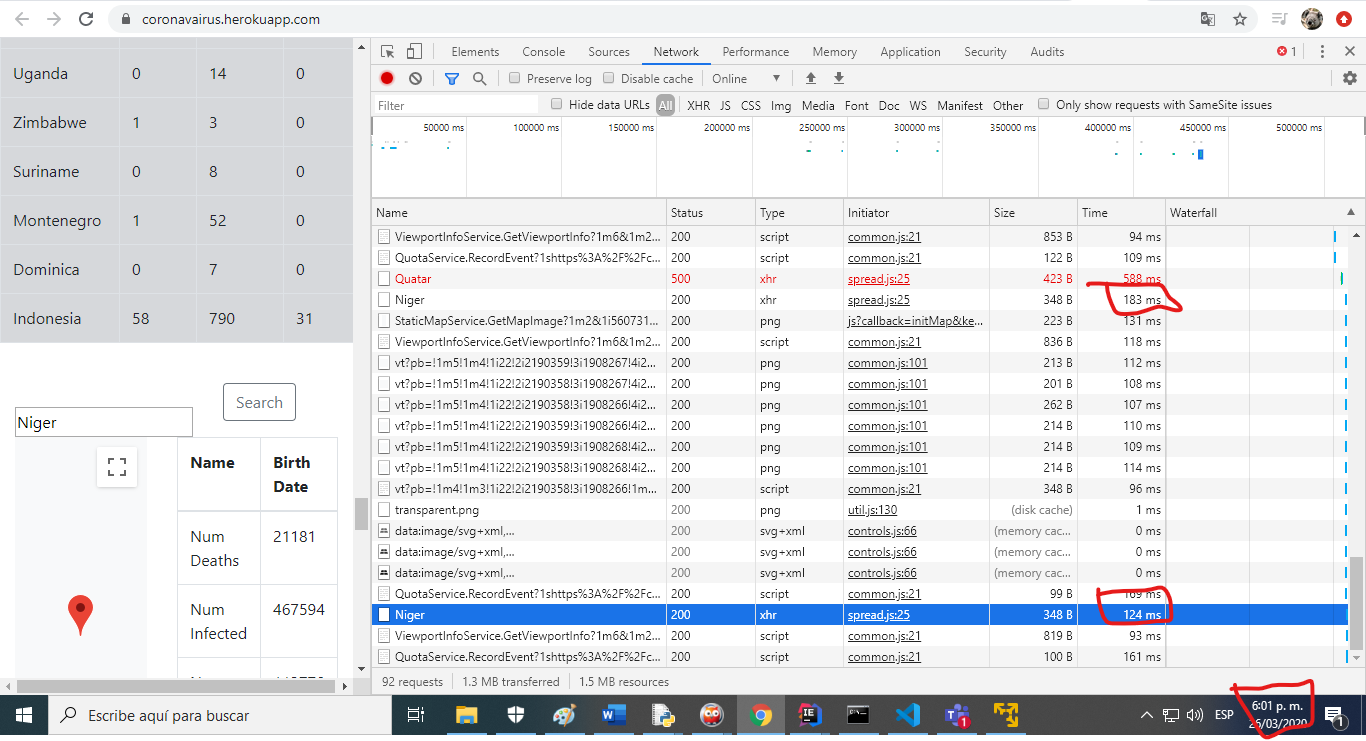 coronavairus.herokuapp.com
Uganda 0 14 0
Zimbabwe 1 3 0
Suriname 0 8 0
Montenegro 1 52 0
Dominica 0 7 0
Indonesia 58 790 31
Search
Niger
Name Birth Date
Num Deaths 21181
Num Infected 467594
Elements Console Sources Network Performance Memory Application Security Audits 1
Preserve log Disable cache Online
Filter Hide data URLs All XHR JS CSS Img Media Font Doc WS Manifest Other Only show requests with SameSite issues
50000 ms 100000 ms 150000 ms 200000 ms 250000 ms 300000 ms 350000 ms 400000 ms 450000 ms 500000 ms
Name Status Type Initiator Size Time Waterfall
ViewportInfoService.GetViewportInfo?1m6&1m2... 200 script common.js:21 853 B 94 ms
QuotaService.RecordEvent?1shttps%3A%2F%2Fc... 200 script common.js:21 122 B 109 ms
Quatar 500 xhr spread.js:25 423 B 588 ms
Niger 200 xhr spread.js:25 348 B 183 ms
StaticMapService.GetMapImage?1m2&1i560731... 200 png js?callback=initMap&ke... 223 B 131 ms
ViewportInfoService.GetViewportInfo?1m6&1m2... 200 script common.js:21 836 B 118 ms
vt?pb=!1m5!1m4!1i22!2i2190359!3i1908267!4i2... 200 png common.js:101 213 B 112 ms
vt?pb=!1m5!1m4!1i22!2i2190358!3i1908267!4i2... 200 png common.js:101 201 B 108 ms
vt?pb=!1m5!1m4!1i22!2i2190358!3i1908266!4i2... 200 png common.js:101 262 B 107 ms
vt?pb=!1m5!1m4!1i22!2i2190359!3i1908266!4i2... 200 png common.js:101 214 B 110 ms
vt?pb=!1m5!1m4!1i22!2i2190358!3i1908268!4i2... 200 png common.js:101 214 B 109 ms
vt?pb=!1m5!1m4!1i22!2i2190359!3i1908268!4i2... 200 png common.js:101 214 B 114 ms
vt?pb=!1m4!1m3!1i22!2i2190358!3i1908266!1m... 200 script common.js:21 348 B 96 ms
transparent.png 200 png util.js:130 (disk cache) 1 ms
data:image/svg+xml,... 200 svg+xml controls.js:66 (memory cac... 0 ms
data:image/svg+xml,... 200 svg+xml controls.js:66 (memory cac... 0 ms
data:image/svg+xml,... 200 svg+xml controls.js:66 (memory cac... 0 ms
QuotaService.RecordEvent?1shttps%3A%2F%2Fc... 200 script common.js:21 99 B 169 ms
Niger 200 xhr spread.js:25 348 B 124 ms
ViewportInfoService.GetViewportInfo?1m6&1m2... 200 script common.js:21 819 B 93 ms
QuotaService.RecordEvent?1shttps%3A%2F%2Fc... 200 script common.js:21 100 B 161 ms
92 requests 1.3 MB transferred 1.5 MB resources
Escribe aquí para buscar
ESP
6:01 p. m.
26/03/2020
1